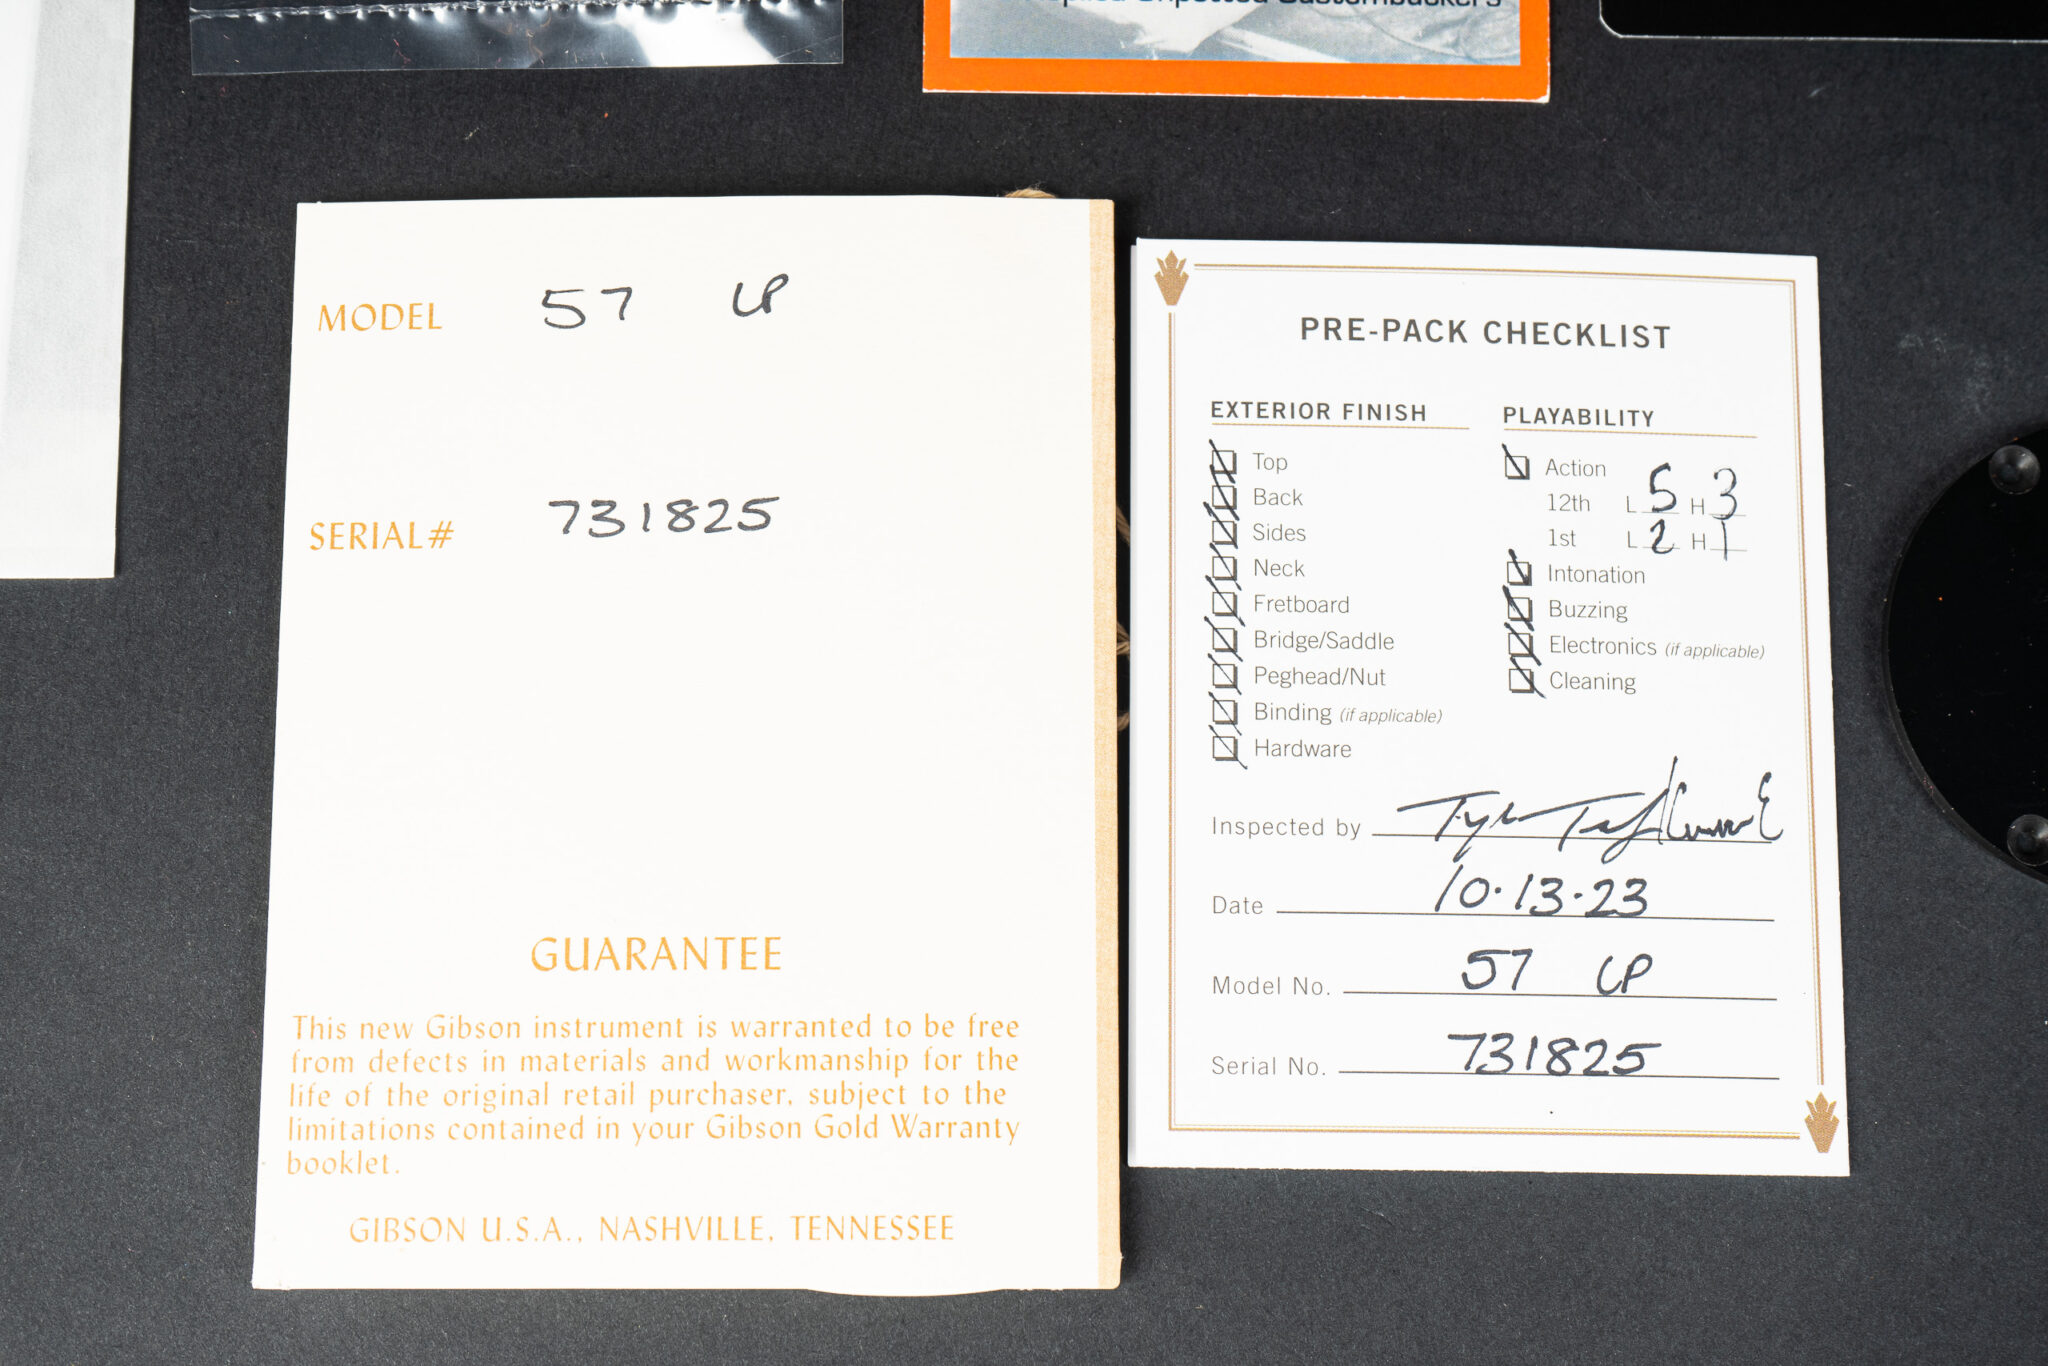 Unpotted Custombuckers
MODEL 57 LP
SERIAL# 731825
GUARANTEE
This new Gibson instrument is warranted to be free
from defects in materials and workmanship for the
life of the original retail purchaser, subject to the
limitations contained in your Gibson Gold Warranty
booklet.
GIBSON U.S.A., NASHVILLE, TENNESSEE
PRE-PACK CHECKLIST
EXTERIOR FINISH
Top
Back
Sides
Neck
Fretboard
Bridge/Saddle
Peghead/Nut
Binding (if applicable)
Hardware
PLAYABILITY
Action
12th L 5 H 3
1st L 2 H 1
Intonation
Buzzing
Electronics (if applicable)
Cleaning
Inspected by
Date 10·13·23
Model No. 57 LP
Serial No. 731825